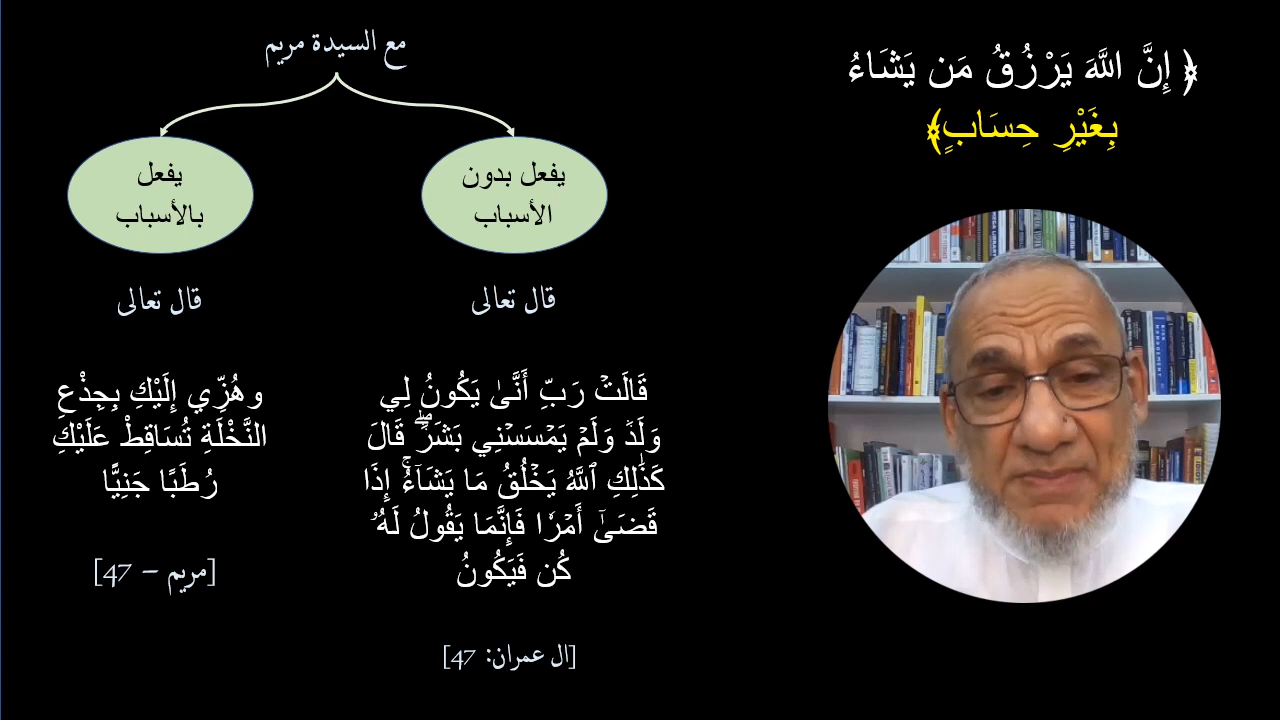 ﴿ إِنَّ اللَّهَ يَرْزُقُ مَن يَشَاءُ
بِغَيْرِ حِسَابٍ﴾
مع السيدة مريم
يفعل بدون
الأسباب
قال تعالى
قَالَتۡ رَبِّ أَنَّىٰ يَكُونُ لِي
وَلَدٞ وَلَمۡ يَمۡسَسۡنِي بَشَرٞۖ قَالَ
كَذَٰلِكِ ٱللَّهُ يَخۡلُقُ مَا يَشَآءُۚ إِذَا
قَضَىٰٓ أَمۡرٗا فَإِنَّمَا يَقُولُ لَهُۥ
كُن فَيَكُونُ
[ال عمران: 47]
يفعل
بالأسباب
قال تعالى
وهُزِّي إِلَيْكِ بِجِذْعِ
النَّخْلَةِ تُسَاقِطْ عَلَيْكِ
رُطَبًا جَنِيًّا
[مريم – 47]